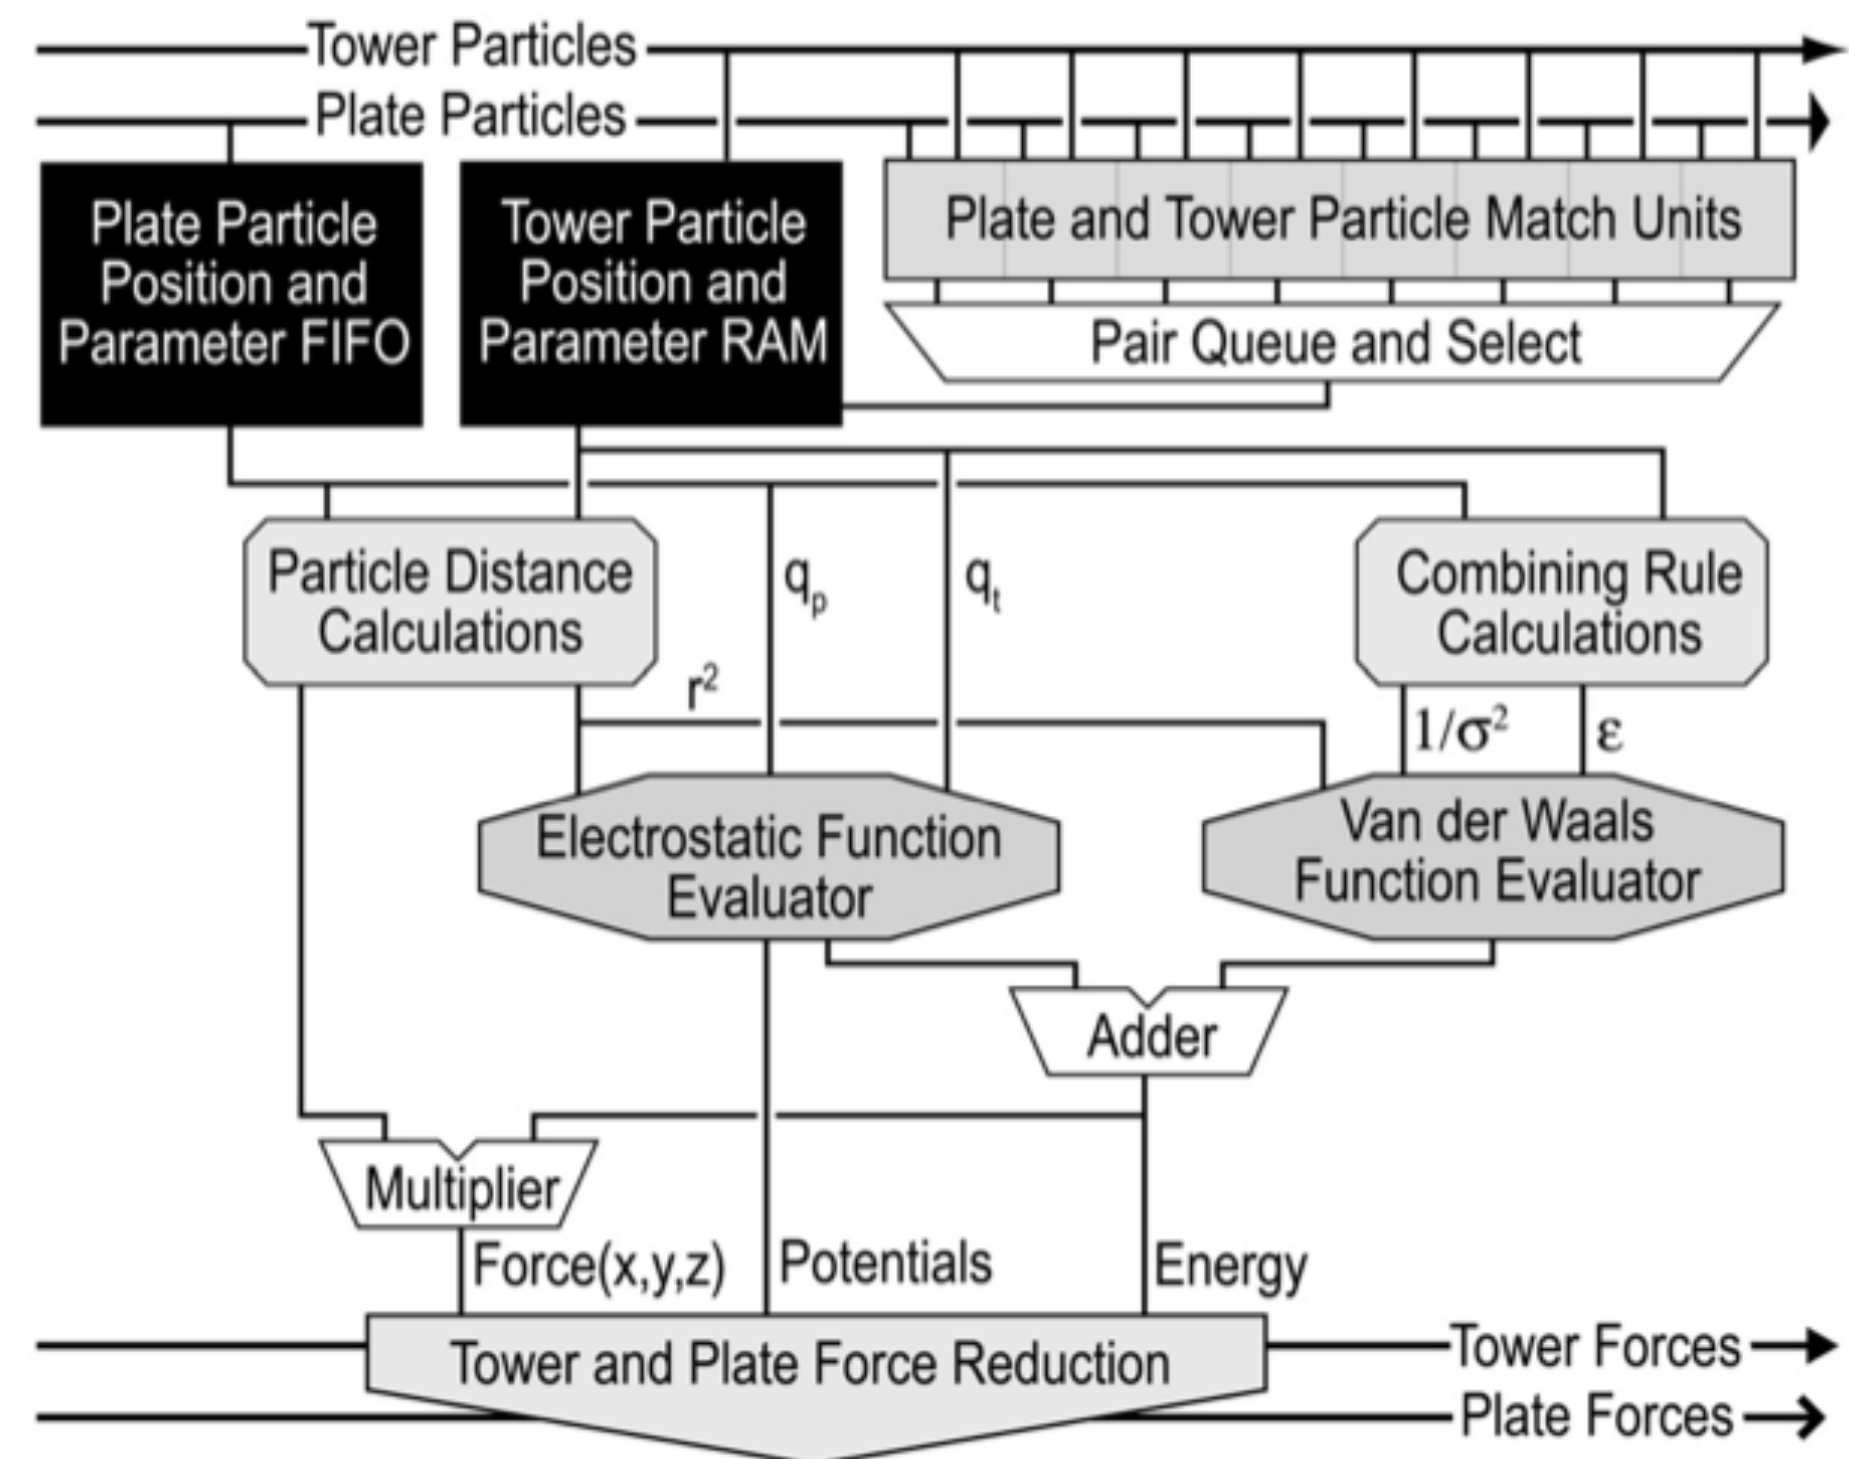 Tower Particles
Plate Particles
Plate Particle
Position and
Parameter FIFO
Tower Particle
Position and
Parameter RAM
Plate and Tower Particle Match Units
Pair Queue and Select
Particle Distance
Calculations
q_p
q_t
Combining Rule
Calculations
r²
1/σ²
ε
Electrostatic Function
Evaluator
Van der Waals
Function Evaluator
Adder
Multiplier
Force(x,y,z)
Potentials
Energy
Tower and Plate Force Reduction
Tower Forces
Plate Forces